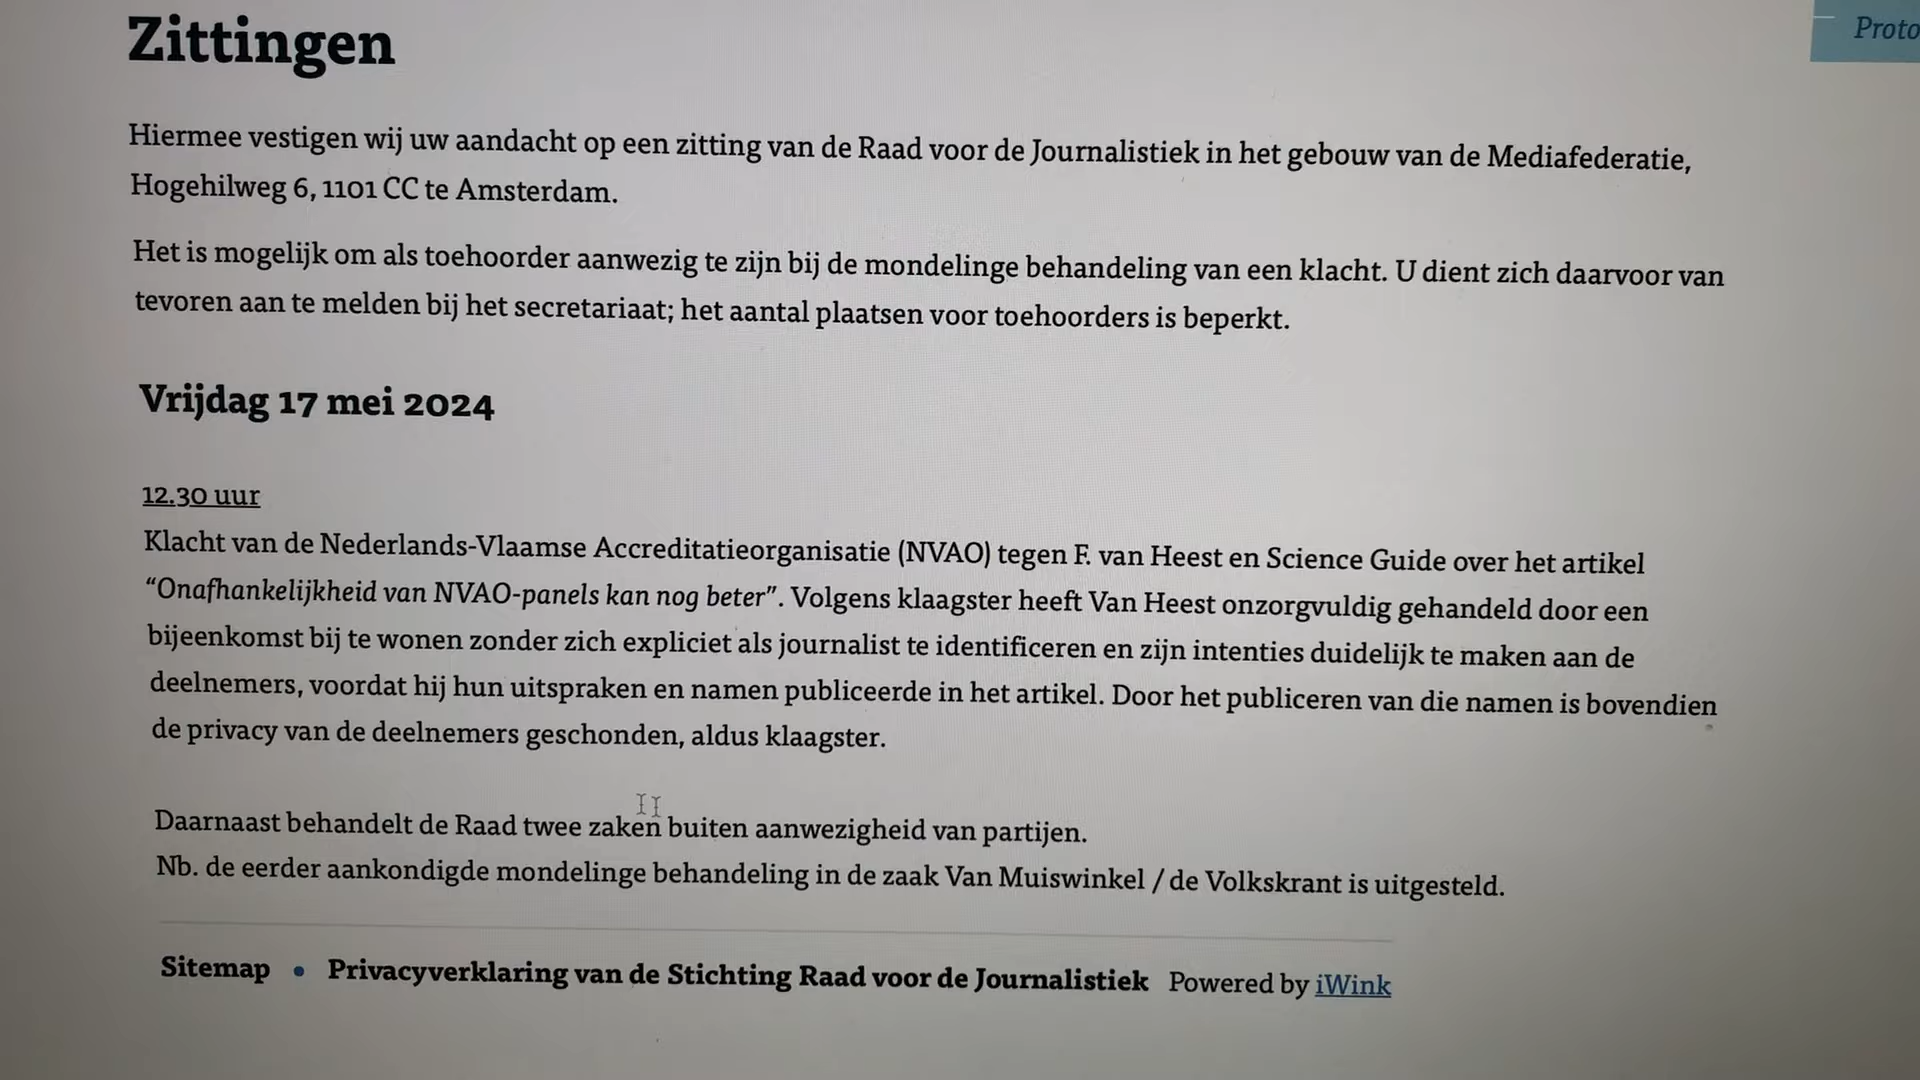 Zittingen
Proto
Hiermee vestigen wij uw aandacht op een zitting van de Raad voor de Journalistiek in het gebouw van de Mediafederatie,
Hogehilweg 6, 1101 CC te Amsterdam.
Het is mogelijk om als toehoorder aanwezig te zijn bij de mondelinge behandeling van een klacht. U dient zich daarvoor van
tevoren aan te melden bij het secretariaat; het aantal plaatsen voor toehoorders is beperkt.
Vrijdag 17 mei 2024
12.30 uur
Klacht van de Nederlands-Vlaamse Accreditatieorganisatie (NVAO) tegen F. van Heest en Science Guide over het artikel
“Onafhankelijkheid van NVAO-panels kan nog beter”. Volgens klaagster heeft Van Heest onzorgvuldig gehandeld door een
bijeenkomst bij te wonen zonder zich expliciet als journalist te identificeren en zijn intenties duidelijk te maken aan de
deelnemers, voordat hij hun uitspraken en namen publiceerde in het artikel. Door het publiceren van die namen is bovendien
de privacy van de deelnemers geschonden, aldus klaagster.
Daarnaast behandelt de Raad twee zaken buiten aanwezigheid van partijen.
Nb. de eerder aankondigde mondelinge behandeling in de zaak Van Muiswinkel / de Volkskrant is uitgesteld.
Sitemap • Privacyverklaring van de Stichting Raad voor de Journalistiek Powered by iWink